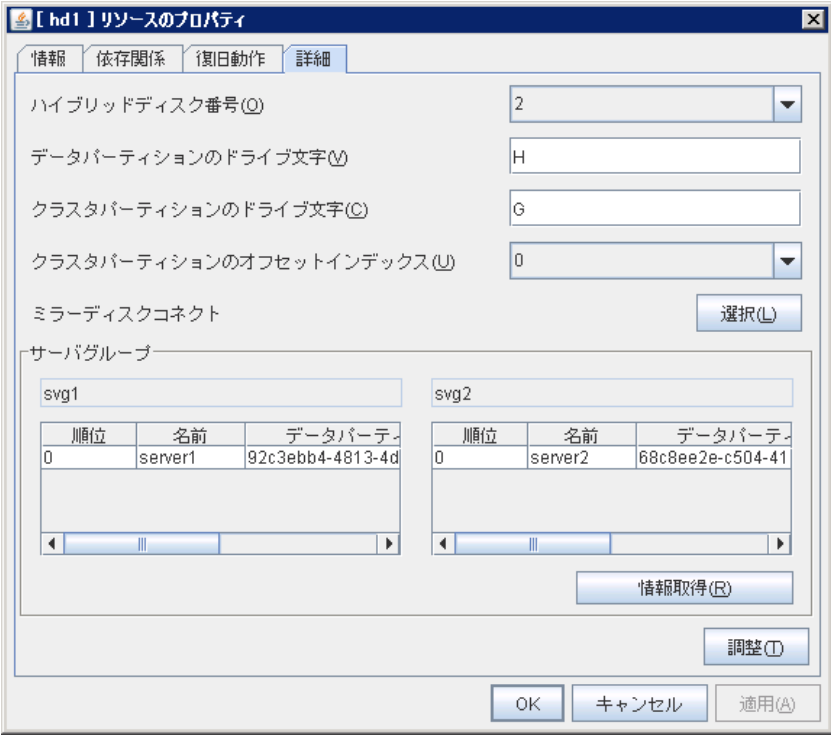 [ hd1 ] リソースのプロパティ
情報 依存関係 復旧動作 詳細
ハイブリッドディスク番号(O) 2
データパーティションのドライブ文字(V) H
クラスタパーティションのドライブ文字(C) G
クラスタパーティションのオフセットインデックス(U) 0
ミラーディスクコネクト 選択(L)
サーバグループ
svg1 svg2
順位 名前 データパーテ 順位 名前 データパーテ
0 server1 92c3ebb4-4813-4d 0 server2 68c8ee2e-c504-41
情報取得(R)
調整(T)
OK キャンセル 適用(A)